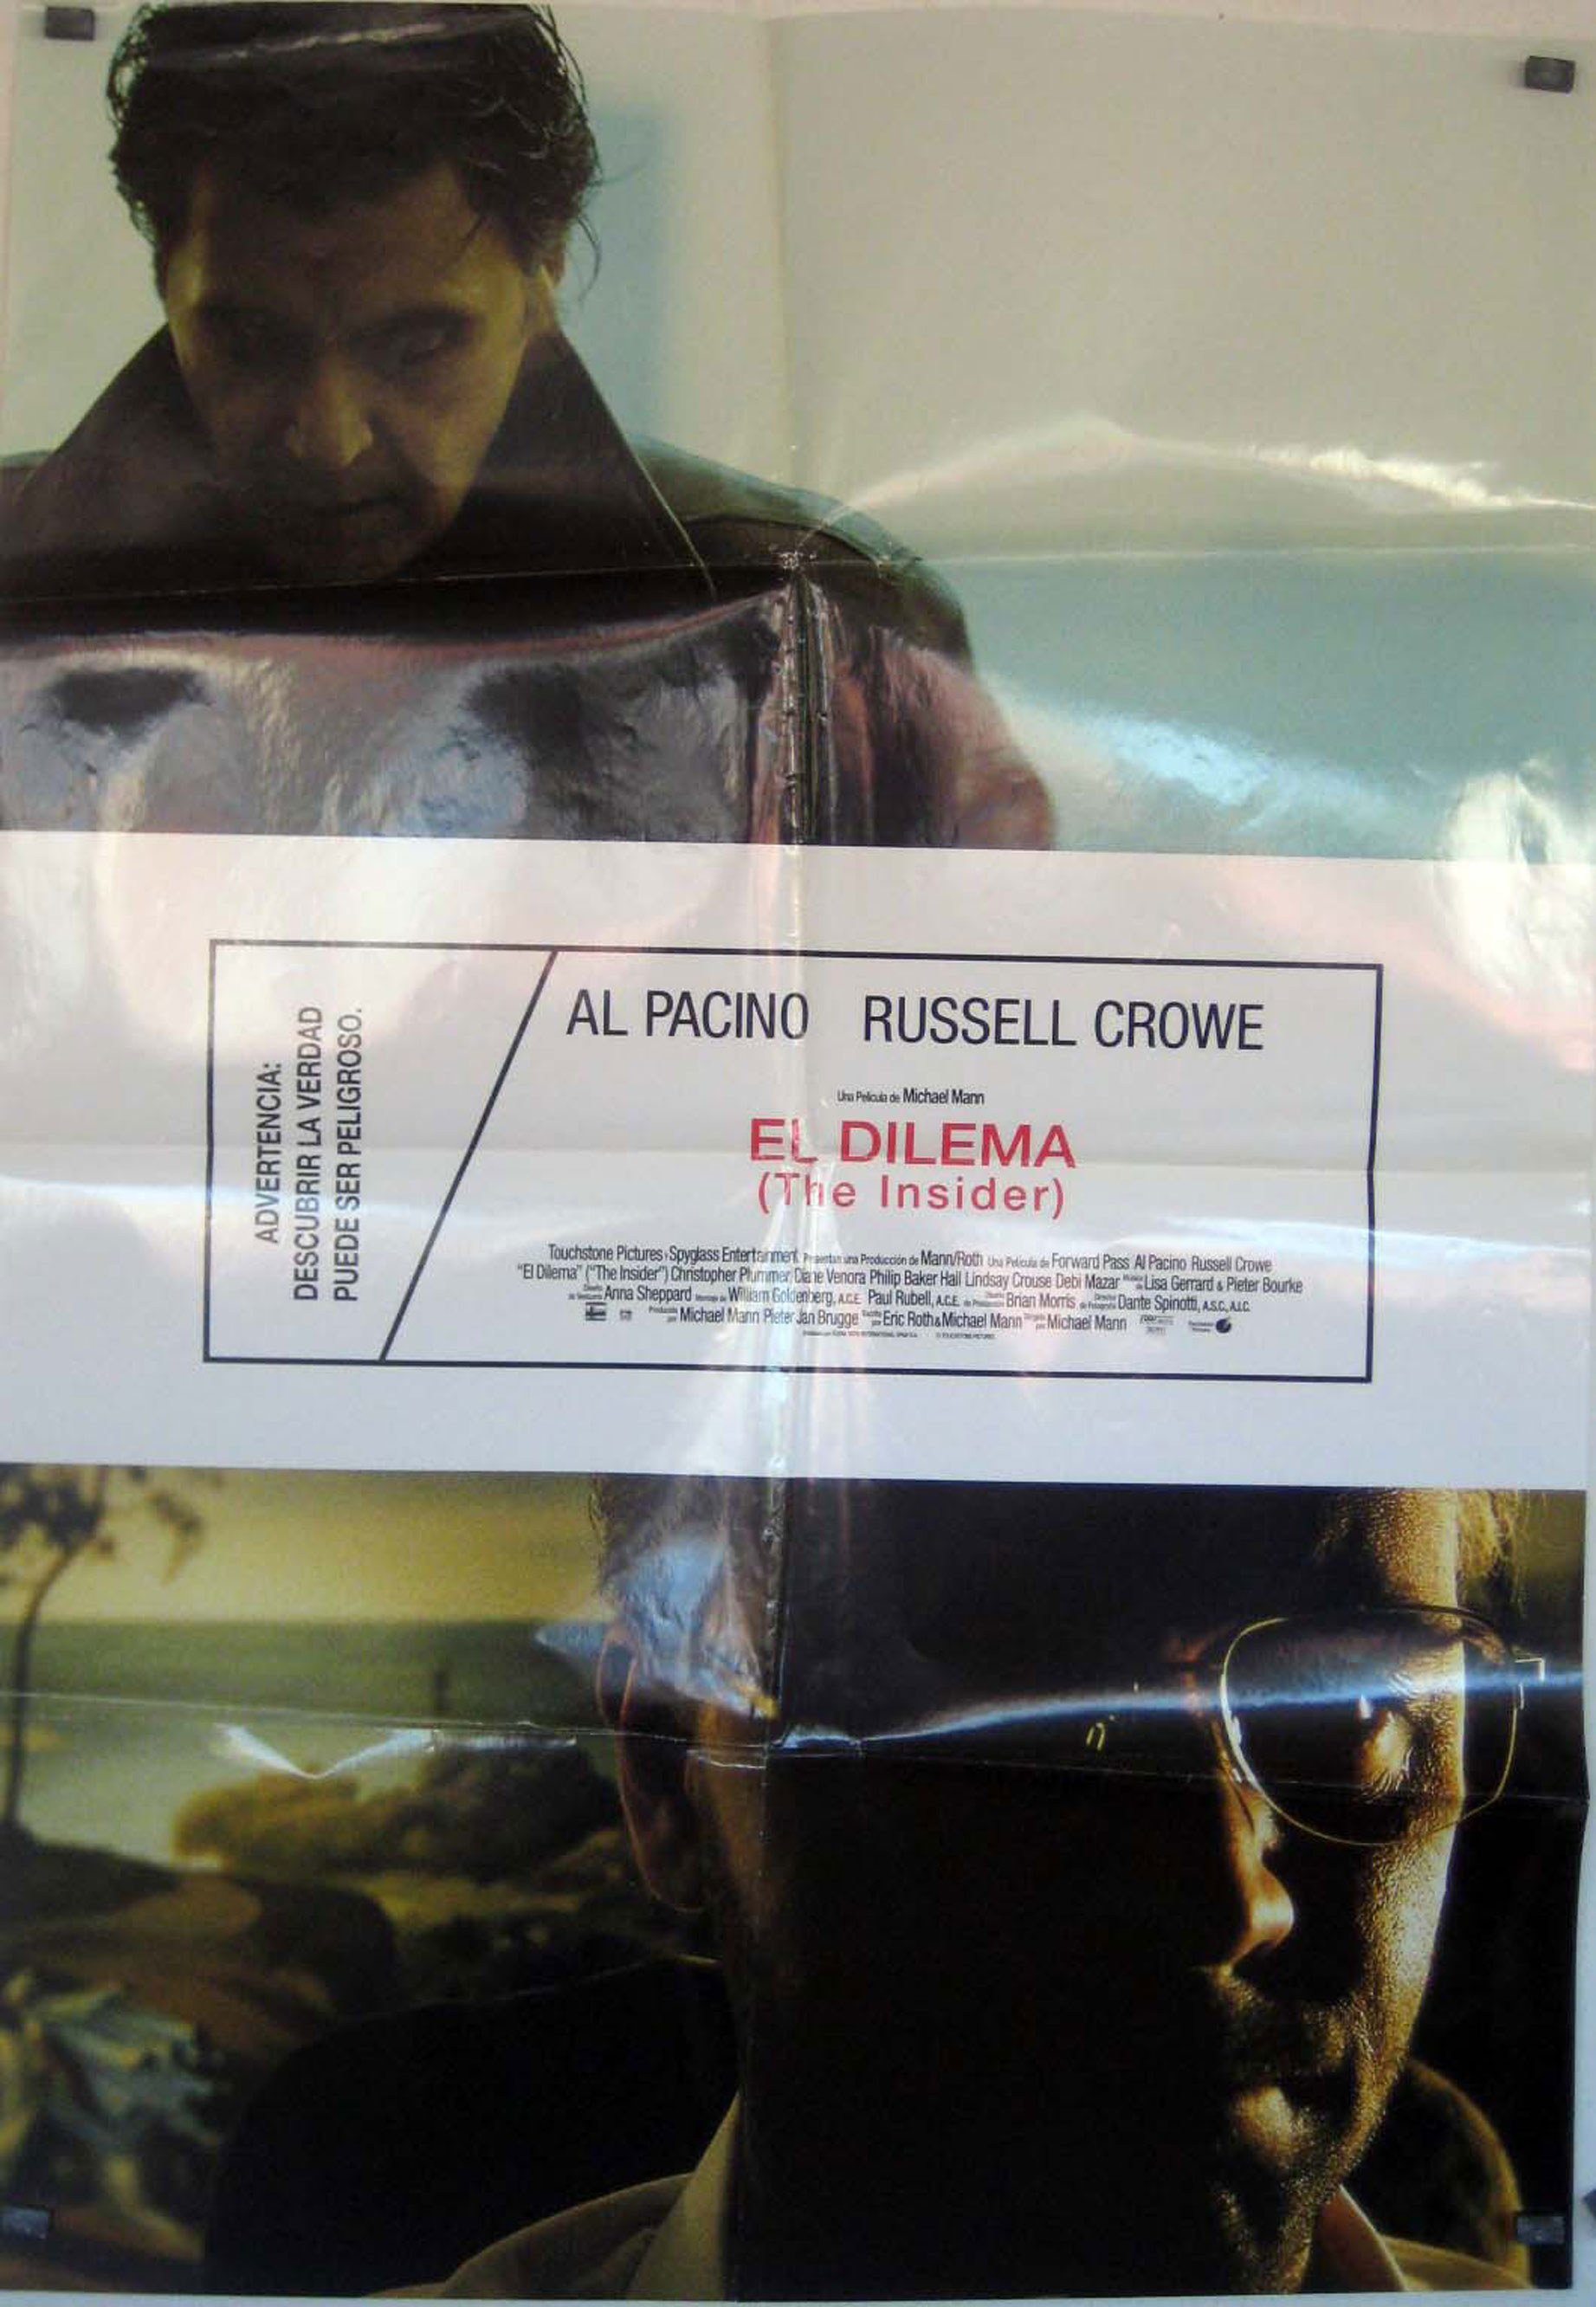 ADVERTENCIA:
DESCUBRIR LA VERDAD
PUEDE SER PELIGROSO.
AL PACINO RUSSELL CROWE
Una Película de Michael Mann
EL DILEMA
(The Insider)
Touchstone Pictures y Spyglass Entertainment Presentan una Producción de Mann/Roth Una Película de Forward Pass Al Pacino Russell Crowe
"El Dilema" ("The Insider") Christopher Plummer Diane Venora Philip Baker Hall Lindsay Crouse Debi Mazar Lisa Gerrard & Pieter Bourke
Anna Sheppard William Goldenberg, A.C.E. Paul Rubell, A.C.E. Brian Morris Dante Spinotti, A.S.C., A.I.C.
Michael Mann Pieter Jan Brugge Eric Roth & Michael Mann Michael Mann